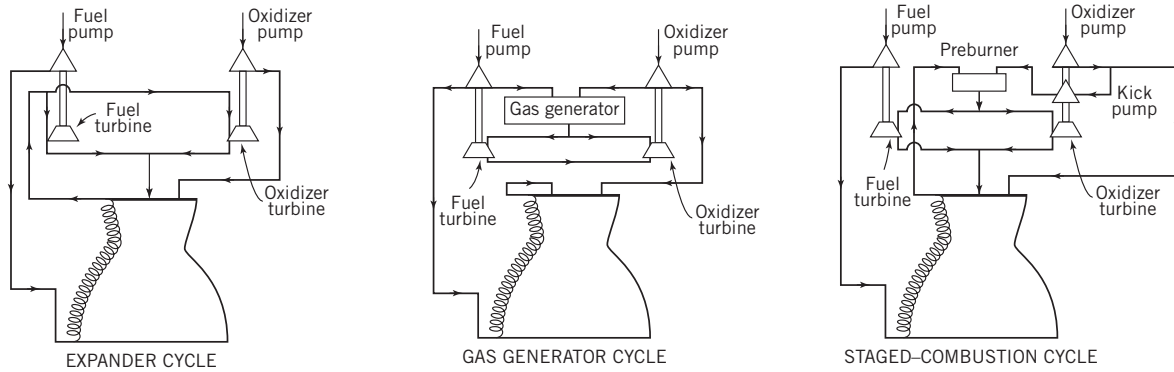 Fuel
pump
Oxidizer
pump
Fuel
turbine
Oxidizer
turbine
EXPANDER CYCLE
Fuel
pump
Oxidizer
pump
Gas generator
Fuel
turbine
Oxidizer
turbine
GAS GENERATOR CYCLE
Fuel
pump
Oxidizer
pump
Preburner
Kick
pump
Fuel
turbine
Oxidizer
turbine
STAGED–COMBUSTION CYCLE